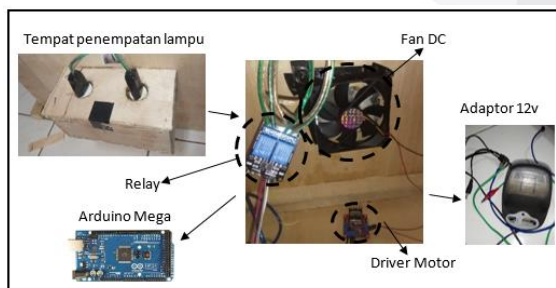 Tempat penempatan lampu
Fan DC
Adaptor 12v
Relay
Arduino Mega
Driver Motor